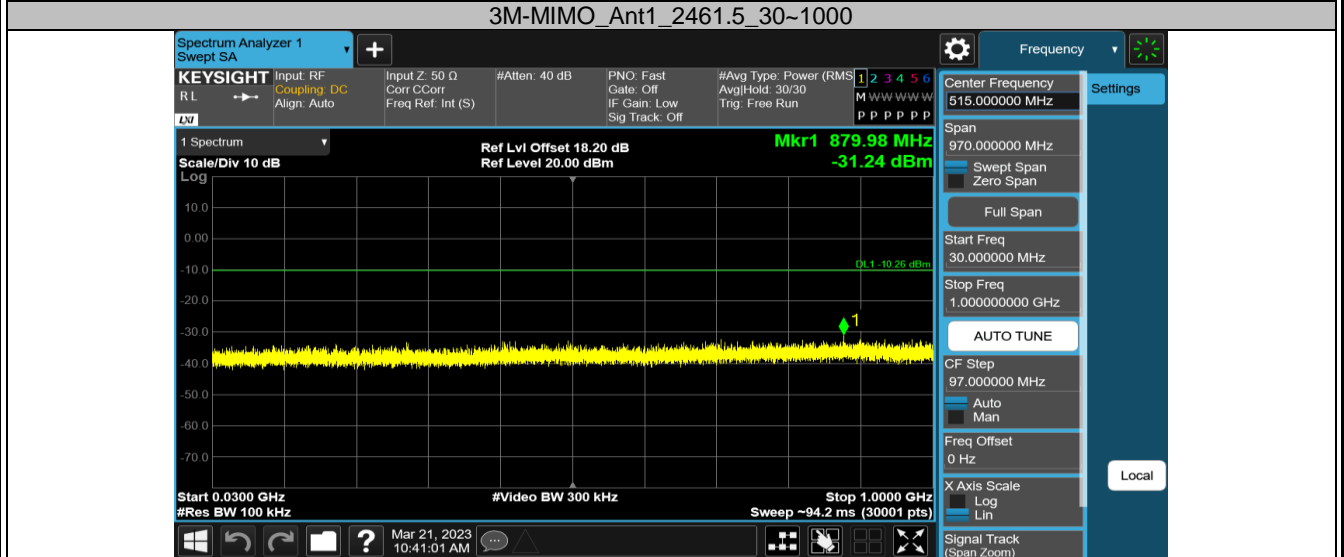 3M-MIMO_Ant1_2461.5_30~1000
Spectrum Analyzer 1
Swept SA
+
Frequency
KEYSIGHT
RL
LXI
Input: RF
Coupling: DC
Align: Auto
Input Z: 50 Ω
Corr CCorr
Freq Ref: Int (S)
#Atten: 40 dB
PNO: Fast
Gate: Off
IF Gain: Low
Sig Track: Off
#Avg Type: Power (RMS
Avg|Hold: 30/30
Trig: Free Run
1 2 3 4 5 6
M W W W W W
P P P P P P
1 Spectrum
Scale/Div 10 dB
Ref Lvl Offset 18.20 dB
Ref Level 20.00 dBm
Mkr1 879.98 MHz
-31.24 dBm
Log
10.0
0.00
-10.0
-20.0
-30.0
-40.0
-50.0
-60.0
-70.0
DL1 -10.26 dBm
1
Start 0.0300 GHz
#Res BW 100 kHz
#Video BW 300 kHz
Stop 1.0000 GHz
Sweep ~94.2 ms (30001 pts)
Center Frequency
515.000000 MHz
Span
970.000000 MHz
Swept Span
Zero Span
Full Span
Start Freq
30.000000 MHz
Stop Freq
1.000000000 GHz
AUTO TUNE
CF Step
97.000000 MHz
Auto
Man
Freq Offset
0 Hz
X Axis Scale
Log
Lin
Signal Track
(Span Zoom)
Settings
Local
?
Mar 21, 2023
10:41:01 AM